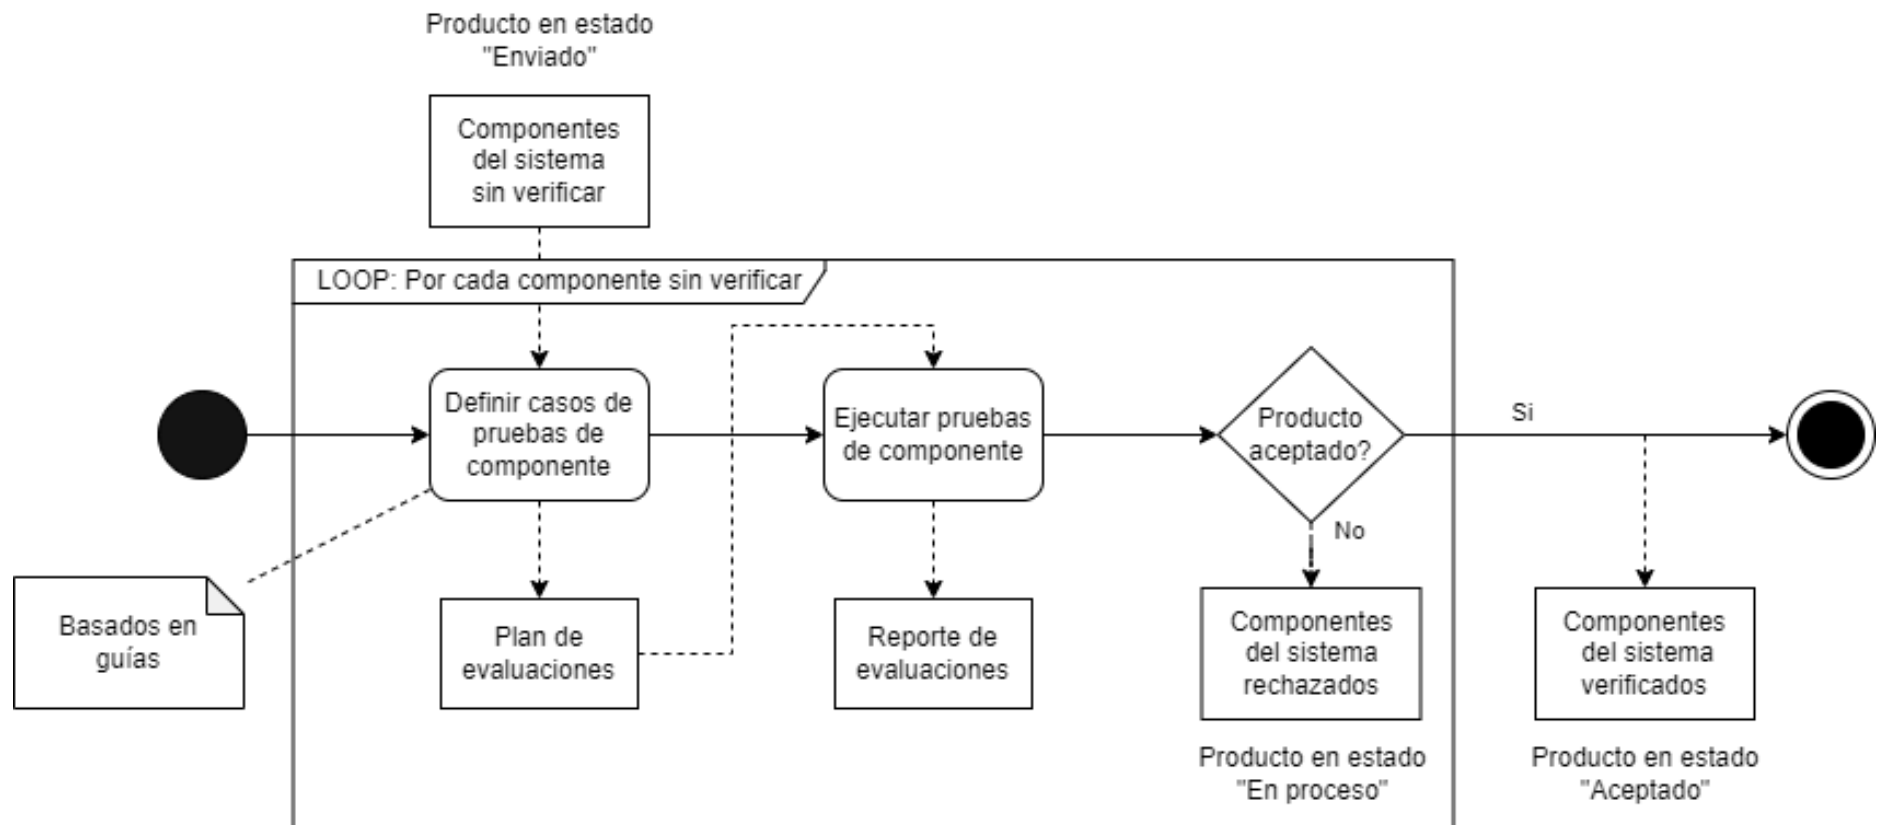 Producto en estado
"Enviado"
Componentes
del sistema
sin verificar
LOOP: Por cada componente sin verificar
Definir casos de
pruebas de
componente
Ejecutar pruebas
de componente
Producto
aceptado?
Si
No
Basados en
guías
Plan de
evaluaciones
Reporte de
evaluaciones
Componentes
del sistema
rechazados
Componentes
del sistema
verificados
Producto en estado
"En proceso"
Producto en estado
"Aceptado"